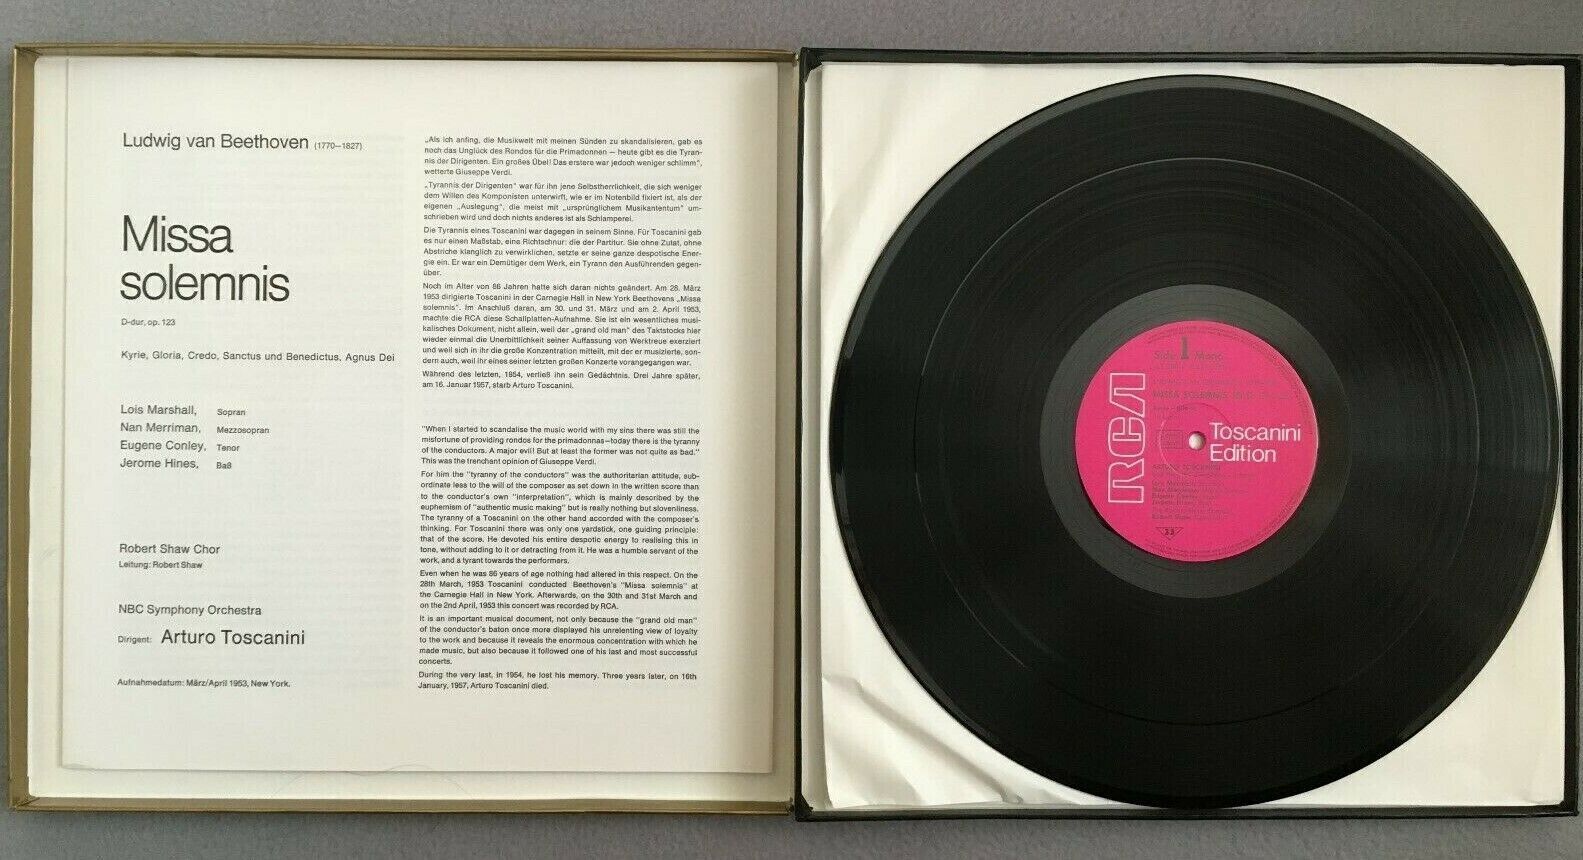 Ludwig van Beethoven (1770—1827)
Missa
solemnis
D-dur, op. 123
Kyrie, Gloria, Credo, Sanctus und Benedictus, Agnus Dei
Lois Marshall, Sopran
Nan Merriman, Mezzosopran
Eugene Conley, Tenor
Jerome Hines, Baß
Robert Shaw Chor
Leitung: Robert Shaw
NBC Symphony Orchestra
Dirigent: Arturo Toscanini
Aufnahmedatum: März/April 1953, New York.
„Als ich anfing, die Musikwelt mit meinen Sünden zu skandalisieren, gab es
noch das Unglück des Rondos für die Primadonnen — heute gibt es die Tyran-
nis der Dirigenten. Ein großes Übel! Das erstere war jedoch weniger schlimm",
wetterte Giuseppe Verdi.
„Tyrannis der Dirigenten" war für ihn jene Selbstherrlichkeit, die sich weniger
dem Willen des Komponisten unterwirft, wie er im Notenbild fixiert ist, als der
eigenen „Auslegung", die meist mit „ursprünglichem Musikantentum" um-
schrieben wird und doch nichts anderes ist als Schlamperei.
Die Tyrannis eines Toscanini war dagegen in seinem Sinne. Für Toscanini gab
es nur einen Maßstab, eine Richtschnur: die der Partitur. Sie ohne Zutat, ohne
Abstriche klanglich zu verwirklichen, setzte er seine ganze despotische Ener-
gie ein. Er war ein Demütiger dem Werk, ein Tyrann den Ausführenden gegen-
über.
Noch im Alter von 86 Jahren hatte sich daran nichts geändert. Am 28. März
1953 dirigierte Toscanini in der Carnegie Hall in New York Beethovens „Missa
solemnis". Im Anschluß daran, am 30. und 31. März und am 2. April 1953,
machte die RCA diese Schallplatten-Aufnahme. Sie ist ein wesentliches musi-
kalisches Dokument, nicht allein, weil der „grand old man" des Taktstocks hier
wieder einmal die Unerbittlichkeit seiner Auffassung von Werktreue exerziert
und weil sich in ihr die große Konzentration mitteilt, mit der er musizierte, son-
dern auch, weil ihr eines seiner letzten großen Konzerte vorangegangen war.
Während des letzten, 1954, verließ ihn sein Gedächtnis. Drei Jahre später,
am 16. Januar 1957, starb Arturo Toscanini.
"When I started to scandalise the music world with my sins there was still the
misfortune of providing rondos for the primadonnas—today there is the tyranny
of the conductors. A major evil! But at least the former was not quite as bad."
This was the trenchant opinion of Giuseppe Verdi.
For him the "tyranny of the conductors" was the authoritarian attitude, sub-
ordinate less to the will of the composer as set down in the written score than
to the conductor's own "interpretation", which is mainly described by the
euphemism of "authentic music making" but is really nothing but slovenliness.
The tyranny of a Toscanini on the other hand accorded with the composer's
thinking. For Toscanini there was only one yardstick, one guiding principle:
that of the score. He devoted his entire despotic energy to realising this in
tone, without adding to it or detracting from it. He was a humble servant of the
work, and a tyrant towards the performers.
Even when he was 86 years of age nothing had altered in this respect. On the
28th March, 1953 Toscanini conducted Beethoven's "Missa solemnis" at
the Carnegie Hall in New York. Afterwards, on the 30th and 31st March and
on the 2nd April, 1953 this concert was recorded by RCA.
It is an important musical document, not only because the "grand old man"
of the conductor's baton once more displayed his unrelenting view of loyalty
to the work and because it reveals the enormous concentration with which he
made music, but also because it followed one of his last and most successful
concerts.
During the very last, in 1954, he lost his memory. Three years later, on 16th
January, 1957, Arturo Toscanini died.
Side 1 Mono
MISSA SOLEMNIS
RCA
Toscanini
Edition
ARTURO TOSCANINI
33